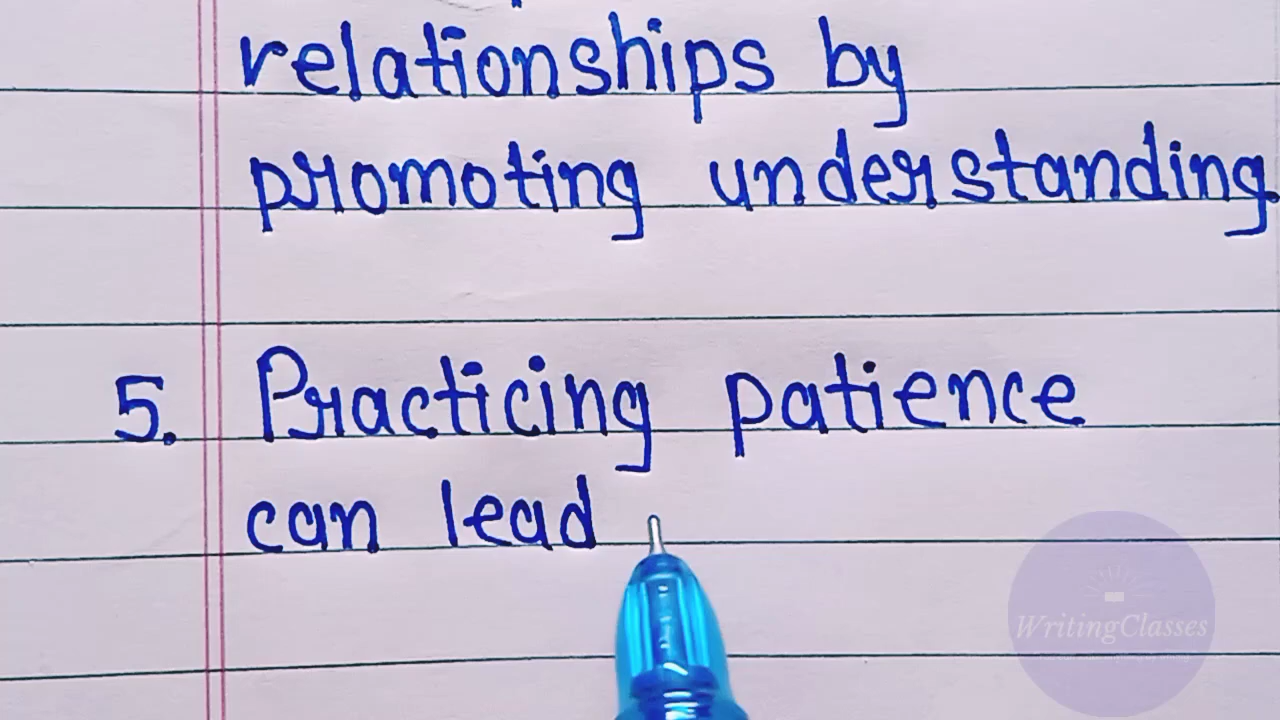 relationships by
promoting understanding.
5. Practicing patience
can lead
WritingClasses